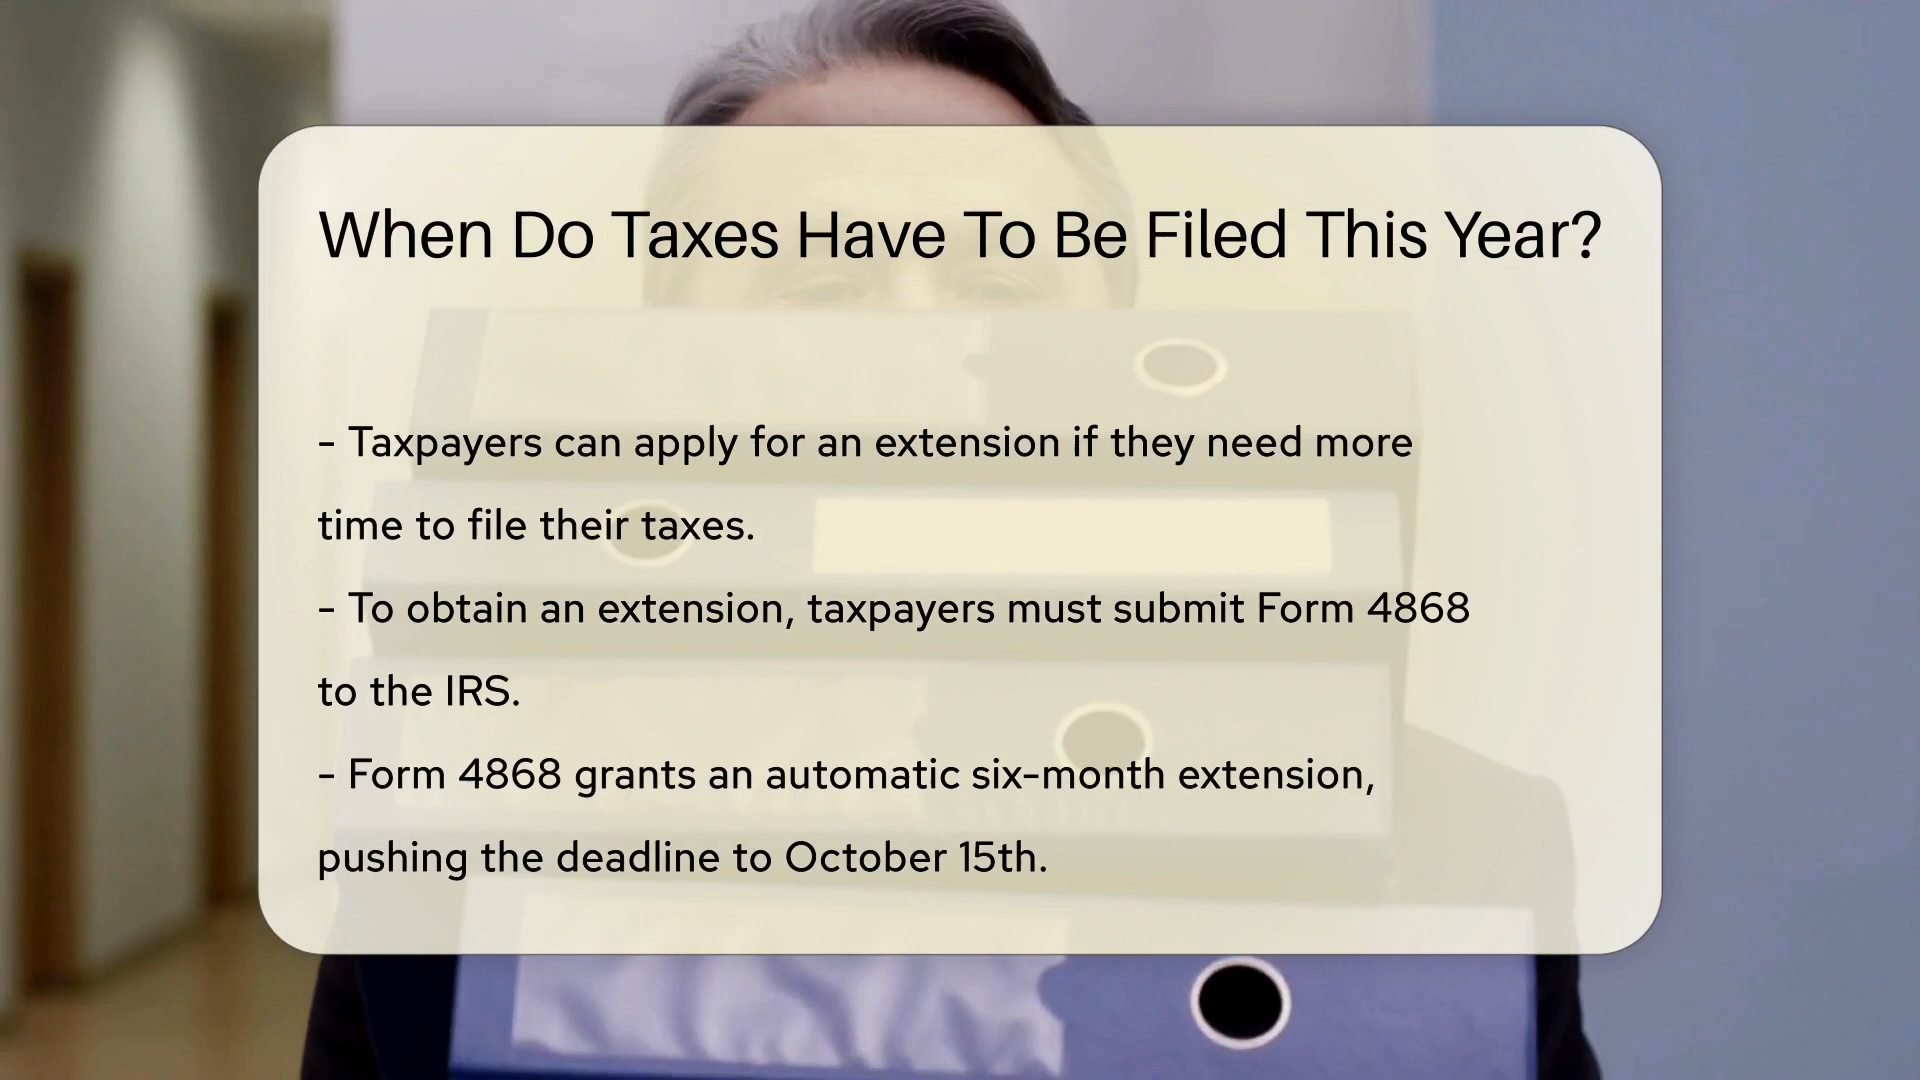 When Do Taxes Have To Be Filed This Year?
- Taxpayers can apply for an extension if they need more
time to file their taxes.
- To obtain an extension, taxpayers must submit Form 4868
to the IRS.
- Form 4868 grants an automatic six-month extension,
pushing the deadline to October 15th.